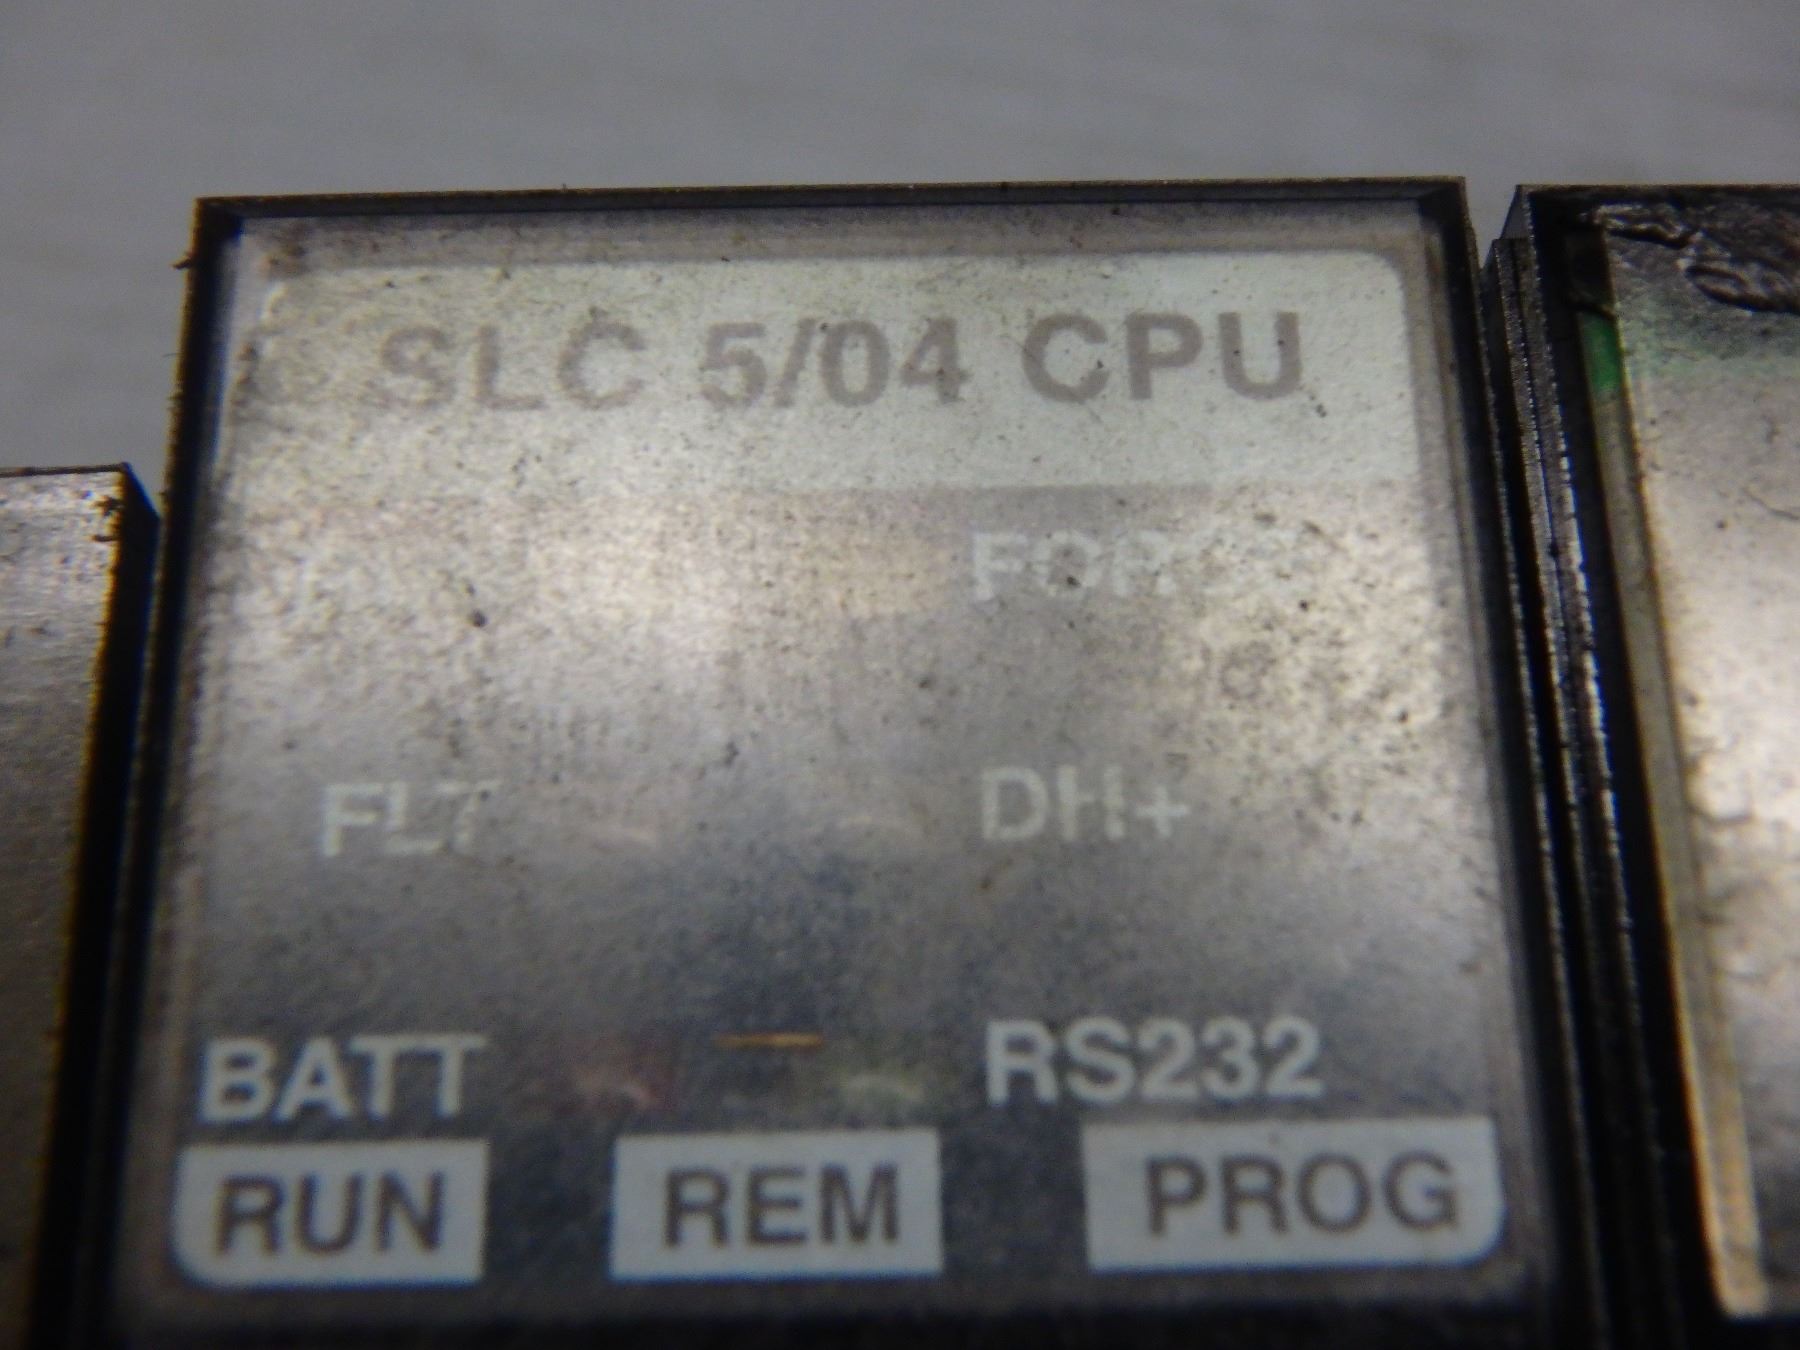 SLC 5/04 CPU
FLT DH+
BATT RS232
RUN REM PROG